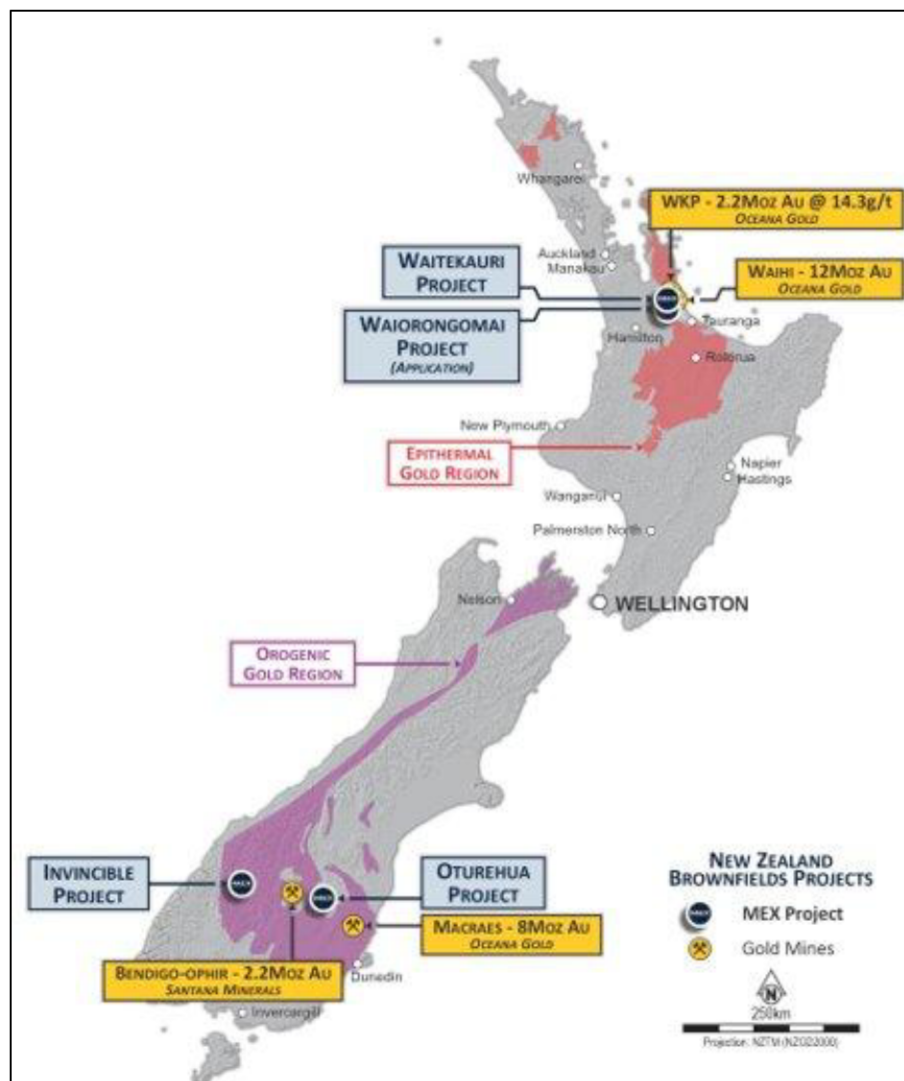 Whangarei
WKP - 2.2MOZ AU @ 14.3G/T
OCEANA GOLD
WAITEKAURI
PROJECT
Auckland
Manakau
WAIHI - 12MOZ AU
OCEANA GOLD
WAIORONGOMAI
PROJECT
(APPLICATION)
Tauranga
Hamilton
Rotorua
New Plymouth
EPITHERMAL
GOLD REGION
Napier
Hastings
Wanganui
Palmerston North
Nelson
WELLINGTON
OROGENIC
GOLD REGION
INVINCIBLE
PROJECT
OTUREHUA
PROJECT
NEW ZEALAND
BROWNFIELDS PROJECTS
MEX Project
Gold Mines
MACRAES - 8MOZ AU
OCEANA GOLD
BENDIGO-OPHIR - 2.2MOZ AU
SANTANA MINERALS
Dunedin
Invercargill
N
250km
Projection: NZTM (NZGD2000)